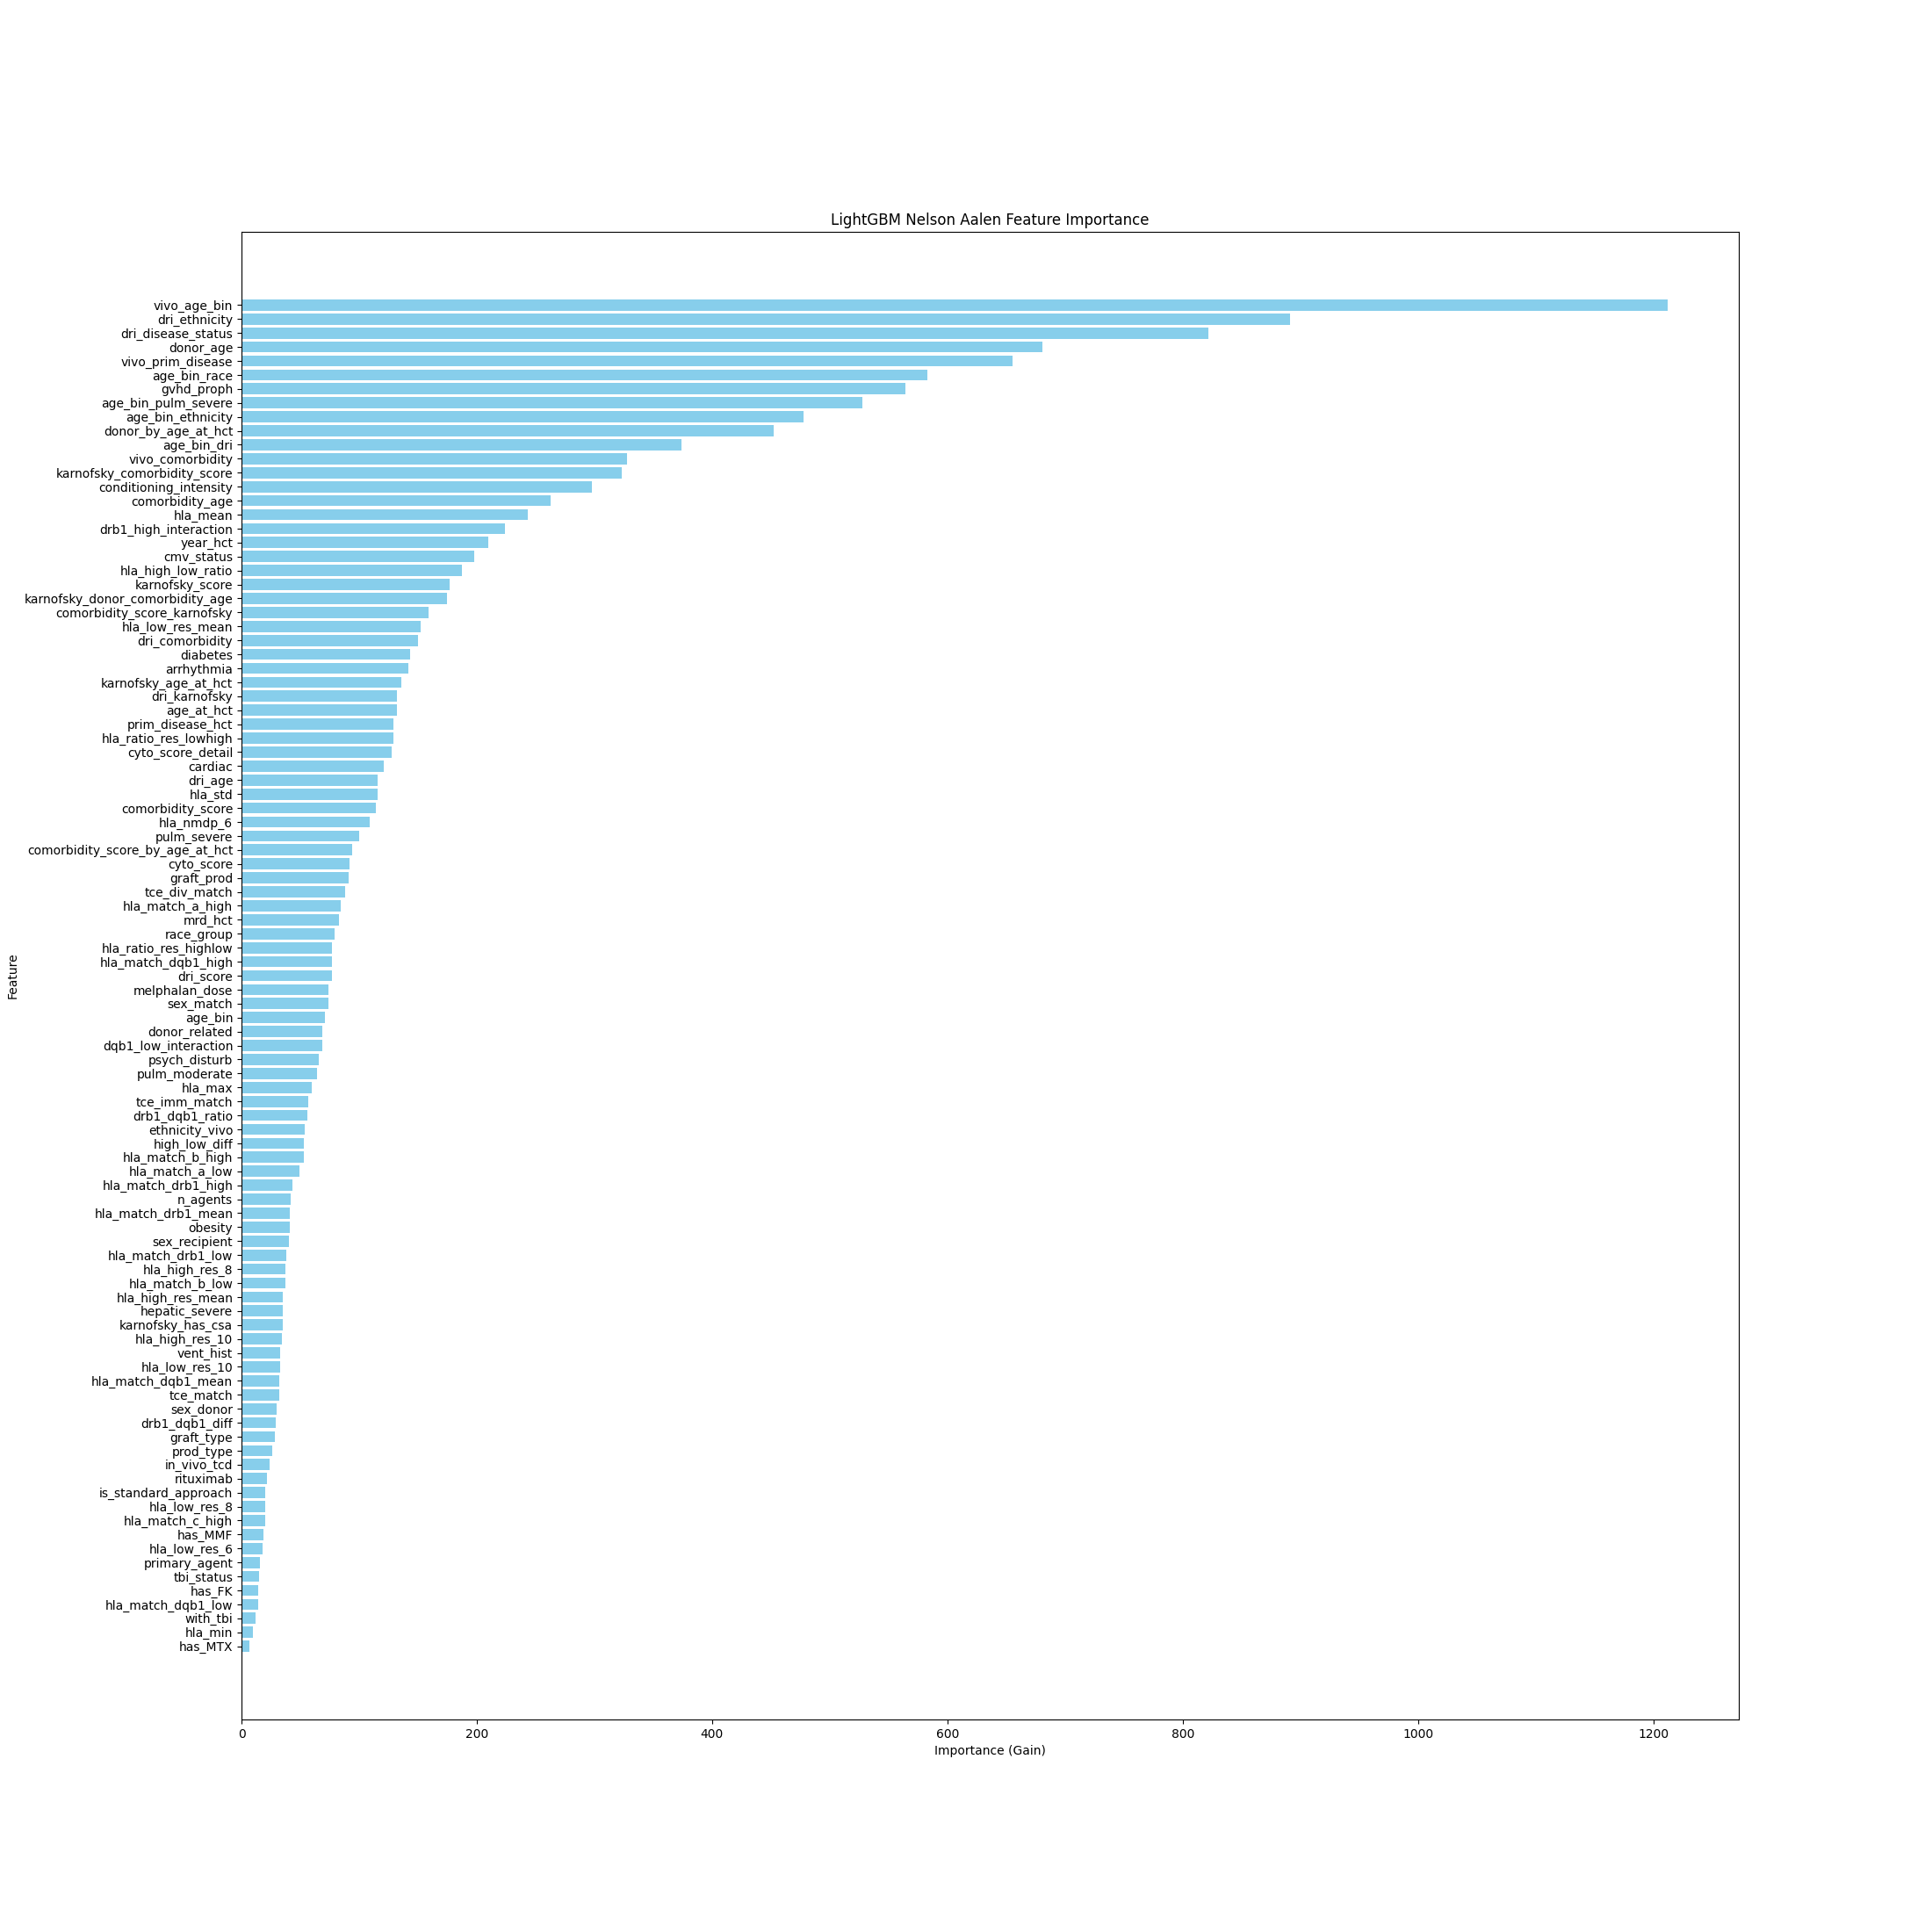 LightGBM Nelson Aalen Feature Importance
vivo_age_bin
dri_ethnicity
dri_disease_status
donor_age
vivo_prim_disease
age_bin_race
gvhd_proph
age_bin_pulm_severe
age_bin_ethnicity
donor_by_age_at_hct
age_bin_dri
vivo_comorbidity
karnofsky_comorbidity_score
conditioning_intensity
comorbidity_age
hla_mean
drb1_high_interaction
year_hct
cmv_status
hla_high_low_ratio
karnofsky_score
karnofsky_donor_comorbidity_age
comorbidity_score_karnofsky
hla_low_res_mean
dri_comorbidity
diabetes
arrhythmia
karnofsky_age_at_hct
dri_karnofsky
age_at_hct
prim_disease_hct
hla_ratio_res_lowhigh
cyto_score_detail
cardiac
dri_age
hla_std
comorbidity_score
hla_nmdp_6
pulm_severe
comorbidity_score_by_age_at_hct
cyto_score
graft_prod
tce_div_match
hla_match_a_high
mrd_hct
race_group
hla_ratio_res_highlow
hla_match_dqb1_high
dri_score
melphalan_dose
sex_match
age_bin
donor_related
dqb1_low_interaction
psych_disturb
pulm_moderate
hla_max
tce_imm_match
drb1_dqb1_ratio
ethnicity_vivo
high_low_diff
hla_match_b_high
hla_match_a_low
hla_match_drb1_high
n_agents
hla_match_drb1_mean
obesity
sex_recipient
hla_match_drb1_low
hla_high_res_8
hla_match_b_low
hla_high_res_mean
hepatic_severe
karnofsky_has_csa
hla_high_res_10
vent_hist
hla_low_res_10
hla_match_dqb1_mean
tce_match
sex_donor
drb1_dqb1_diff
graft_type
prod_type
in_vivo_tcd
rituximab
is_standard_approach
hla_low_res_8
hla_match_c_high
has_MMF
hla_low_res_6
primary_agent
tbi_status
has_FK
hla_match_dqb1_low
with_tbi
hla_min
has_MTX
Feature
0 200 400 600 800 1000 1200
Importance (Gain)